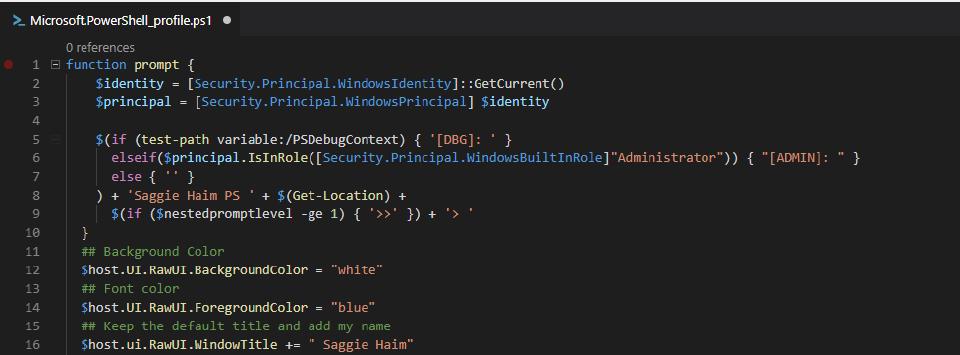 Microsoft.PowerShell_profile.ps1
0 references
1 function prompt {
2 $identity = [Security.Principal.WindowsIdentity]::GetCurrent()
3 $principal = [Security.Principal.WindowsPrincipal] $identity
4
5 $(if (test-path variable:/PSDebugContext) { '[DBG]: ' }
6 elseif($principal.IsInRole([Security.Principal.WindowsBuiltInRole]"Administrator")) { "[ADMIN]: " }
7 else { '' }
8 ) + 'Saggie Haim PS ' + $(Get-Location) +
9 $(if ($nestedpromptlevel -ge 1) { '>>' }) + '> '
10 }
11 ## Background Color
12 $host.UI.RawUI.BackgroundColor = "white"
13 ## Font color
14 $host.UI.RawUI.ForegroundColor = "blue"
15 ## Keep the default title and add my name
16 $host.ui.RawUI.WindowTitle += " Saggie Haim"